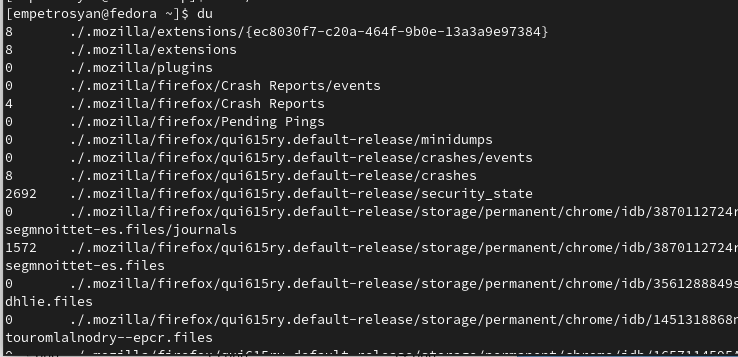 [empetrosyan@fedora ~]$ du
8 ./.mozilla/extensions/{ec8030f7-c20a-464f-9b0e-13a3a9e97384}
8 ./.mozilla/extensions
0 ./.mozilla/plugins
0 ./.mozilla/firefox/Crash Reports/events
4 ./.mozilla/firefox/Crash Reports
0 ./.mozilla/firefox/Pending Pings
0 ./.mozilla/firefox/qui615ry.default-release/minidumps
0 ./.mozilla/firefox/qui615ry.default-release/crashes/events
8 ./.mozilla/firefox/qui615ry.default-release/crashes
2692 ./.mozilla/firefox/qui615ry.default-release/security_state
0 ./.mozilla/firefox/qui615ry.default-release/storage/permanent/chrome/idb/3870112724r
segmnoittet-es.files/journals
1572 ./.mozilla/firefox/qui615ry.default-release/storage/permanent/chrome/idb/3870112724r
segmnoittet-es.files
0 ./.mozilla/firefox/qui615ry.default-release/storage/permanent/chrome/idb/3561288849s
dhlie.files
0 ./.mozilla/firefox/qui615ry.default-release/storage/permanent/chrome/idb/1451318868n
touromlalnodry--epcr.files